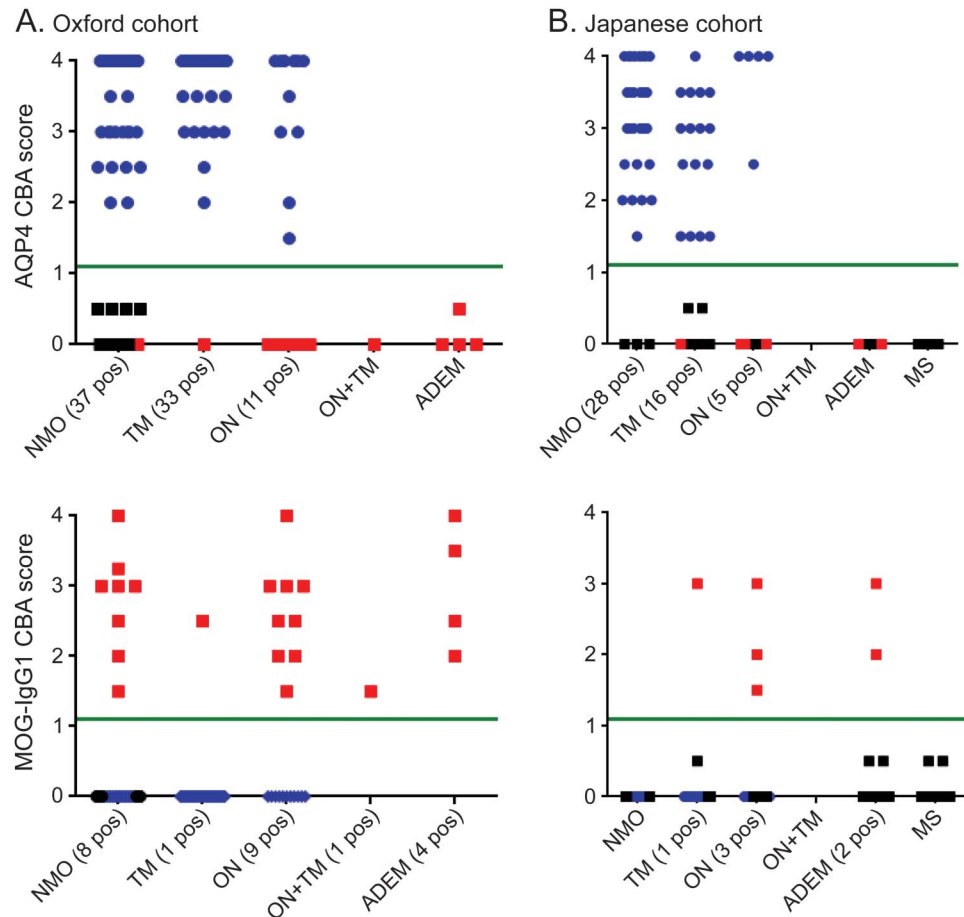 A. Oxford cohort
AQP4 CBA score
4
3
2
1
0
NMO (37 pos)
TM (33 pos)
ON (11 pos)
ON+TM
ADEM
B. Japanese cohort
4
3
2
1
0
NMO (28 pos)
TM (16 pos)
ON (5 pos)
ON+TM
ADEM
MS
MOG-IgG1 CBA score
4
3
2
1
0
NMO (8 pos)
TM (1 pos)
ON (9 pos)
ON+TM (1 pos)
ADEM (4 pos)
4
3
2
1
0
NMO
TM (1 pos)
ON (3 pos)
ON+TM
ADEM (2 pos)
MS